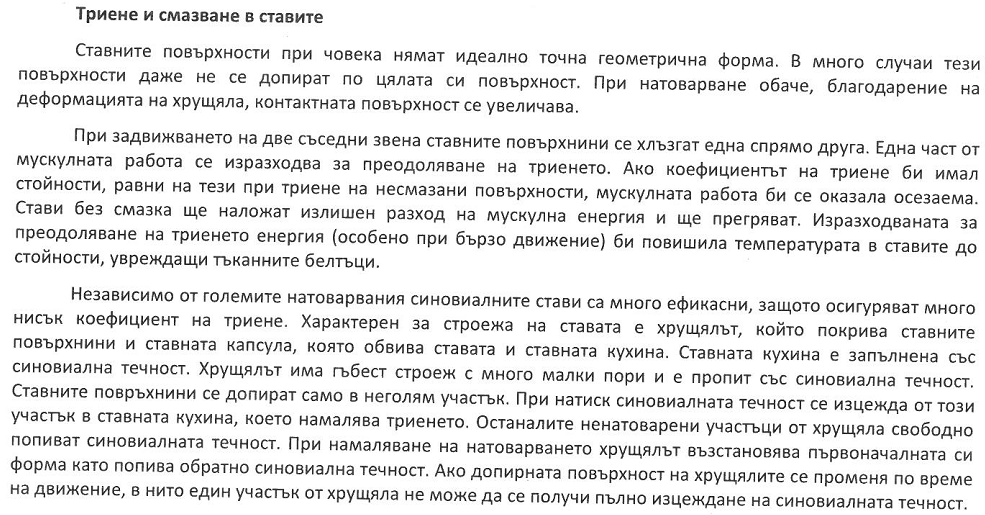 Триене и смазване в ставите
Ставните повърхности при човека нямат идеално точна геометрична форма. В много случаи тези
повърхности даже не се допират по цялата си повърхност. При натоварване обаче, благодарение на
деформацията на хрущяла, контактната повърхност се увеличава.
При задвижването на две съседни звена ставните повърхнини се хлъзгат една спрямо друга. Една част от
мускулната работа се изразходва за преодоляване на триенето. Ако коефициентът на триене би имал
стойности, равни на тези при триене на несмазани повърхности, мускулната работа би се оказала осезаема.
Стави без смазка ще наложат излишен разход на мускулна енергия и ще прегряват. Изразходваната за
преодоляване на триенето енергия (особено при бързо движение) би повишила температурата в ставите до
стойности, увреждащи тъканните белтъци.
Независимо от големите натоварвания синовиалните стави са много ефикасни, защото осигуряват много
нисък коефициент на триене. Характерен за строежа на ставата е хрущялът, който покрива ставните
повърхнини и ставната капсула, която обвива ставата и ставната кухина. Ставната кухина е запълнена със
синовиална течност. Хрущялът има гъбест строеж с много малки пори и е пропит със синовиална течност.
Ставните повръхнини се допират само в неголям участък. При натиск синовиалната течност се изцежда от този
участък в ставната кухина, което намалява триенето. Останалите ненатоварени участъци от хрущяла свободно
попиват синовиалната течност. При намаляване на натоварването хрущялът възстановява първоначалната си
форма като попива обратно синовиална течност. Ако допирната повърхност на хрущялите се променя по време
на движение, в нито един участък от хрущяла не може да се получи пълно изцеждане на синовиалната течност.